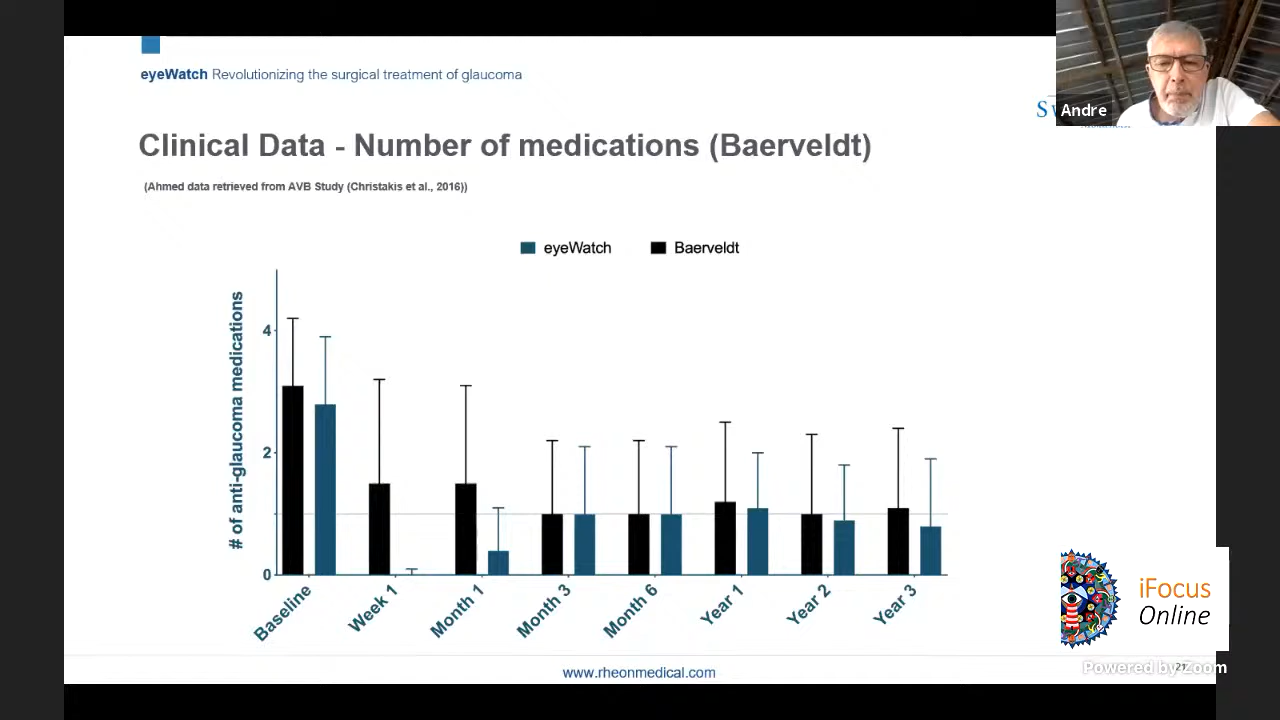 eyeWatch Revolutionizing the surgical treatment of glaucoma
Andre
Clinical Data - Number of medications (Baerveldt)
(Ahmed data retrieved from AVB Study (Christakis et al., 2016))
eyeWatch
Baerveldt
# of anti-glaucoma medications
4
2
0
Baseline
Week 1
Month 1
Month 3
Month 6
Year 1
Year 2
Year 3
iFocus
Online
www.rheonmedical.com
21
Powered by Zoom